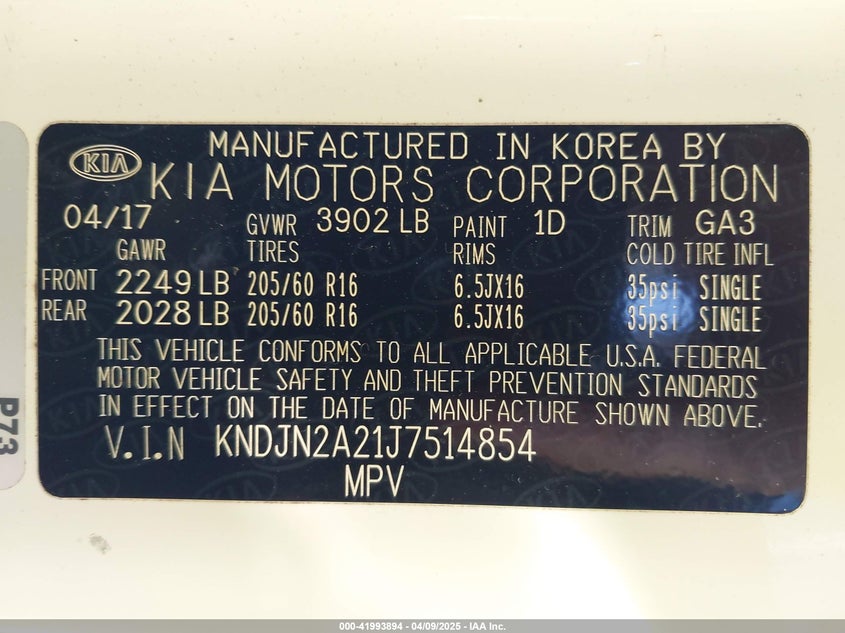 KIA
MANUFACTURED IN KOREA BY
KIA MOTORS CORPORATION
04/17 GVWR 3902 LB PAINT 1D TRIM GA3
GAWR TIRES RIMS COLD TIRE INFL
FRONT 2249 LB 205/60 R16 6.5JX16 35psi SINGLE
REAR 2028 LB 205/60 R16 6.5JX16 35psi SINGLE
THIS VEHICLE CONFORMS TO ALL APPLICABLE U.S.A. FEDERAL
MOTOR VEHICLE SAFETY AND THEFT PREVENTION STANDARDS
IN EFFECT ON THE DATE OF MANUFACTURE SHOWN ABOVE.
V.I.N KNDJN2A21J7514854
MPV
P73
000-41993894 - 04/09/2025 - IAA Inc.